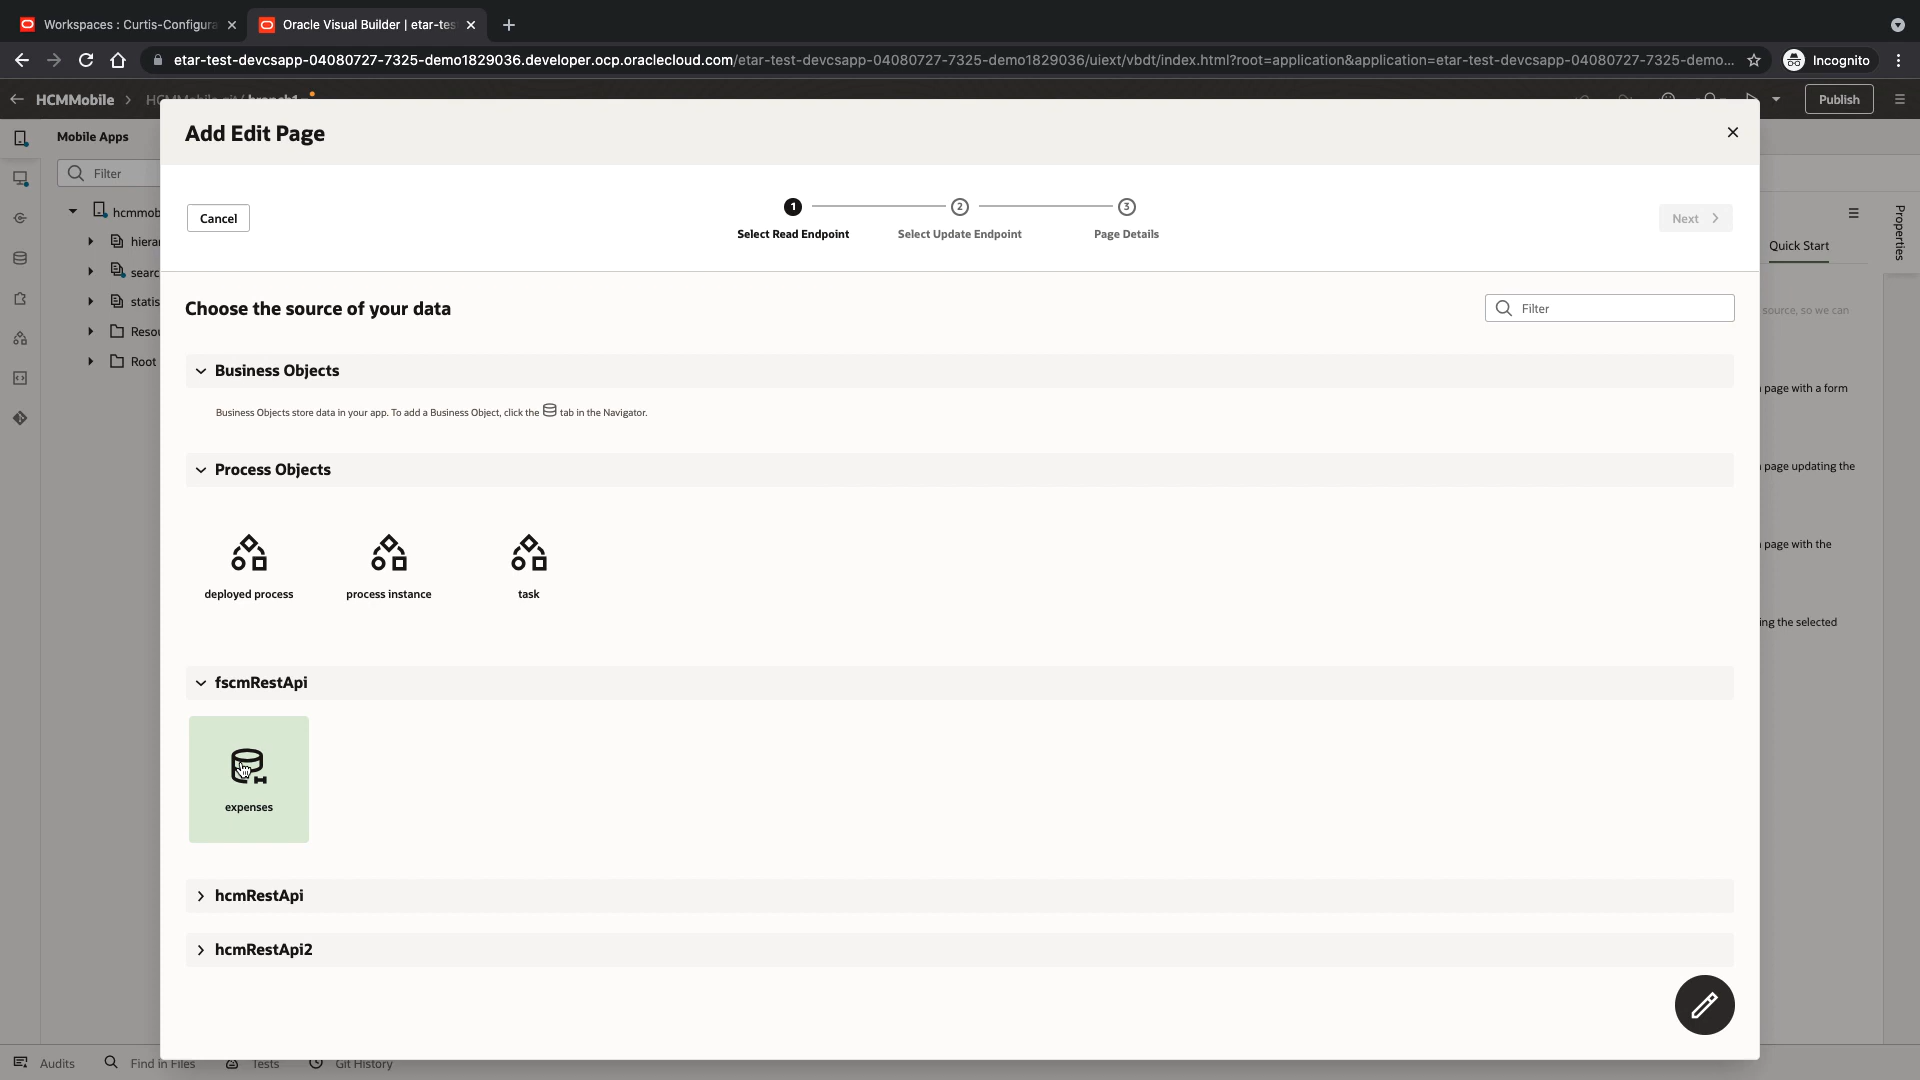 Workspaces : Curtis-Configura
Oracle Visual Builder | etar-tes
etar-test-devcsapp-04080727-7325-demo1829036.developer.ocp.oraclecloud.com/etar-test-devcsapp-04080727-7325-demo1829036/uiext/vbdt/index.html?root=application&application=etar-test-devcsapp-04080727-7325-demo...
Incognito
HCMMobile
HCMMobile.git / branch1
Publish
Mobile Apps
Filter
hcmmob
hierar
searc
statis
Resou
Root
Add Edit Page
Cancel
1
2
3
Select Read Endpoint
Select Update Endpoint
Page Details
Next
Choose the source of your data
Filter
Business Objects
Business Objects store data in your app. To add a Business Object, click the tab in the Navigator.
Process Objects
deployed process
process instance
task
fscmRestApi
expenses
hcmRestApi
hcmRestApi2
Properties
Quick Start
source, so we can
page with a form
page updating the
page with the
ing the selected
Audits
Find in Files
Tests
Git History